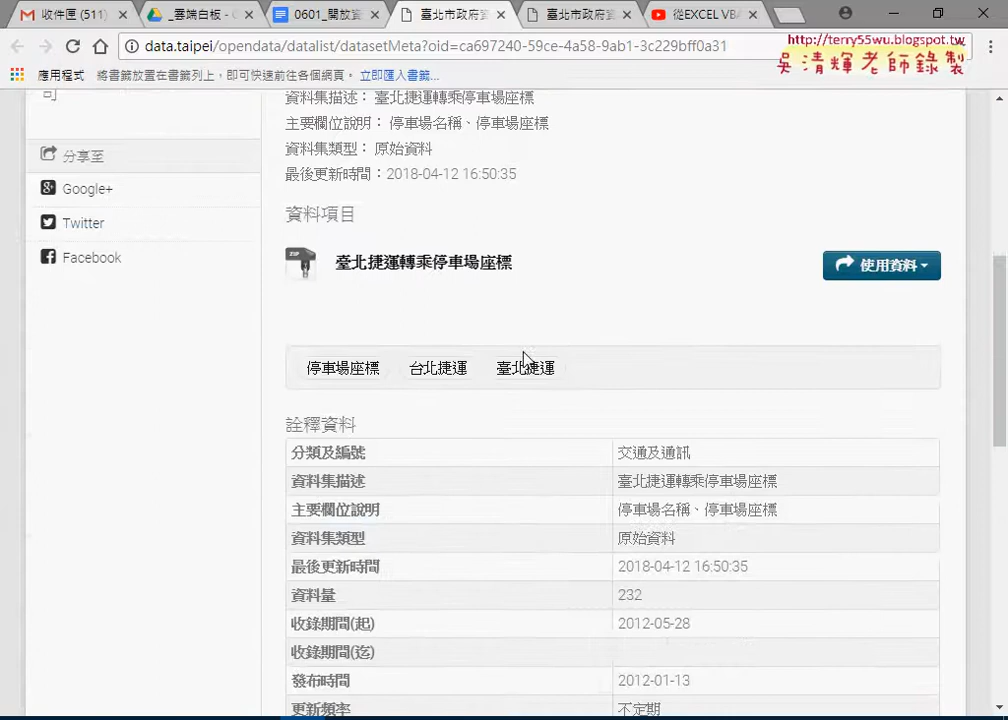 收件匣 (511)
_雲端白板 - G
0601_開放資
臺北市政府資
臺北市政府資
從EXCEL VBA
data.taipei/opendata/datalist/datasetMeta?oid=ca697240-59ce-4a58-9ab1-3c229bff0a31
http://terry55wu.blogspot.tw
吳清輝老師錄製
應用程式 將書籤放置在書籤列上，即可快速前往各個網頁。 立即匯入書籤...
司
資料集描述： 臺北捷運轉乘停車場座標
主要欄位說明： 停車場名稱、停車場座標
資料集類型： 原始資料
最後更新時間：2018-04-12 16:50:35
分享至
Google+
Twitter
Facebook
資料項目
ZIP
臺北捷運轉乘停車場座標
使用資料
停車場座標 台北捷運 臺北捷運
詮釋資料
分類及編號 交通及通訊
資料集描述 臺北捷運轉乘停車場座標
主要欄位說明 停車場名稱、停車場座標
資料集類型 原始資料
最後更新時間 2018-04-12 16:50:35
資料量 232
收錄期間(起) 2012-05-28
收錄期間(迄)
發布時間 2012-01-13
更新頻率 不定期